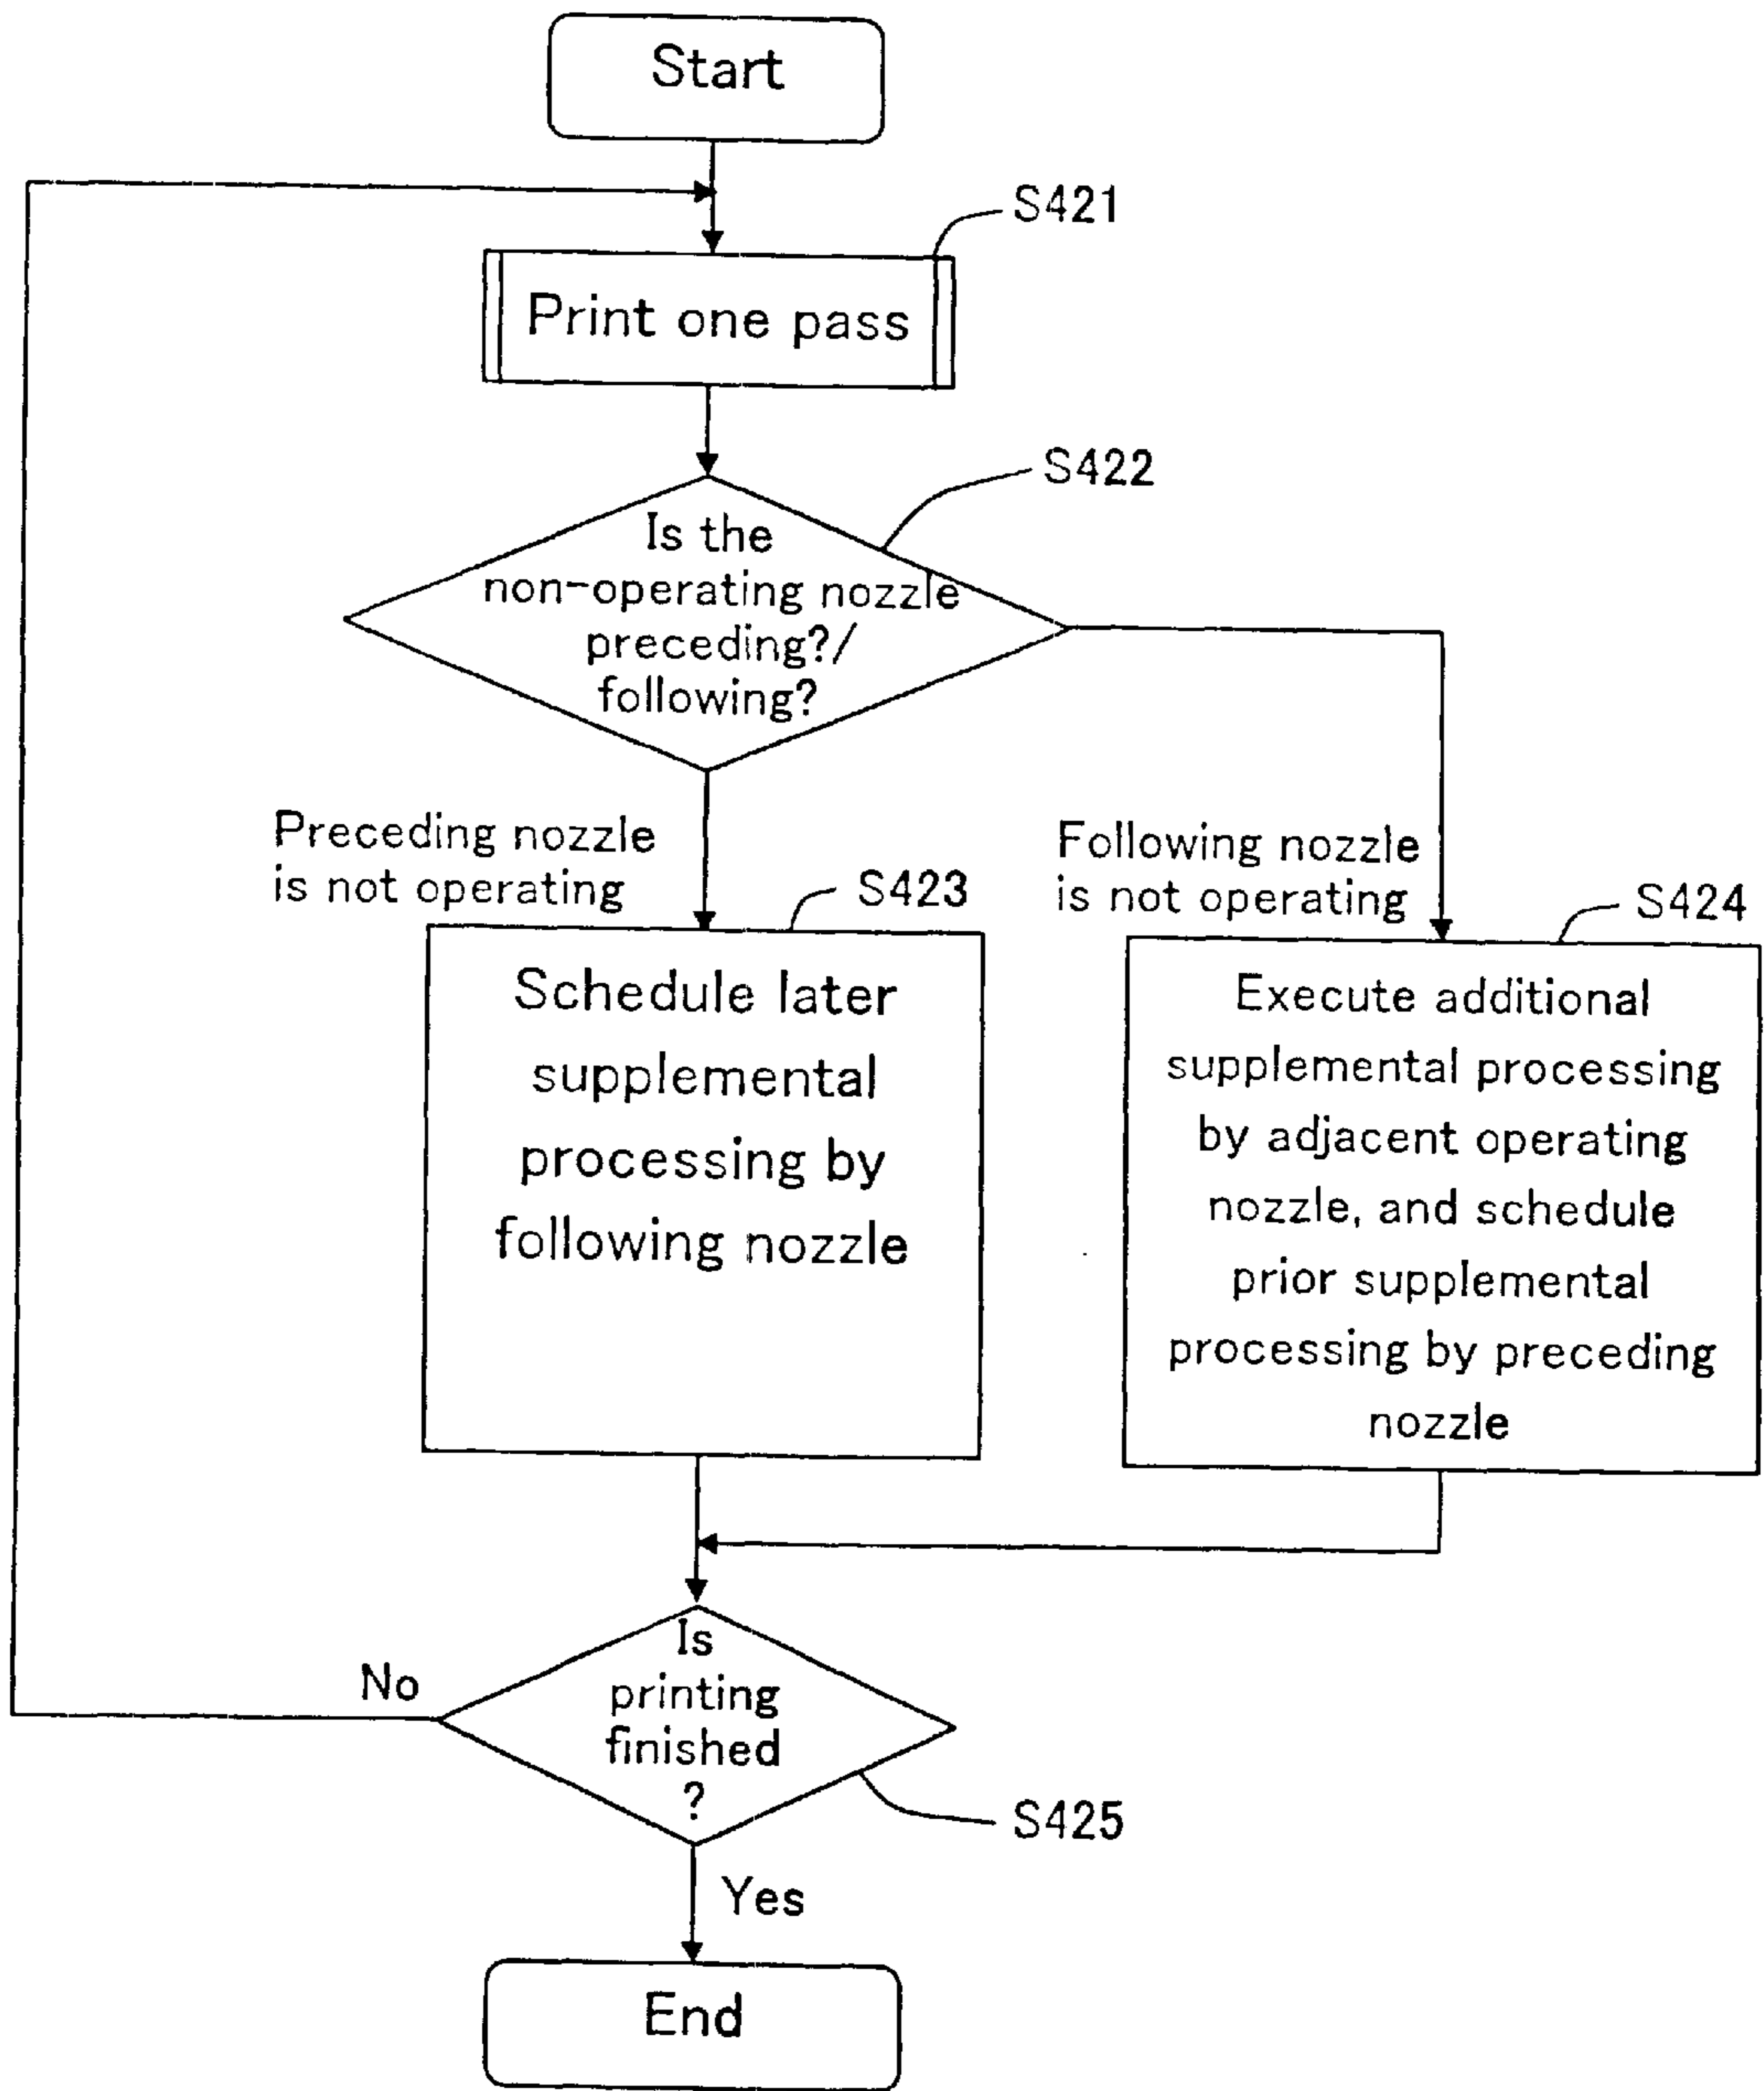 Start
S421
Print one pass
S422
Is the
non-operating nozzle
preceding?/
following?
Preceding nozzle
is not operating
Following nozzle
is not operating
S423
S424
Schedule later
supplemental
processing by
following nozzle
Execute additional
supplemental processing
by adjacent operating
nozzle, and schedule
prior supplemental
processing by preceding
nozzle
Is
printing
finished
?
No
S425
Yes
End